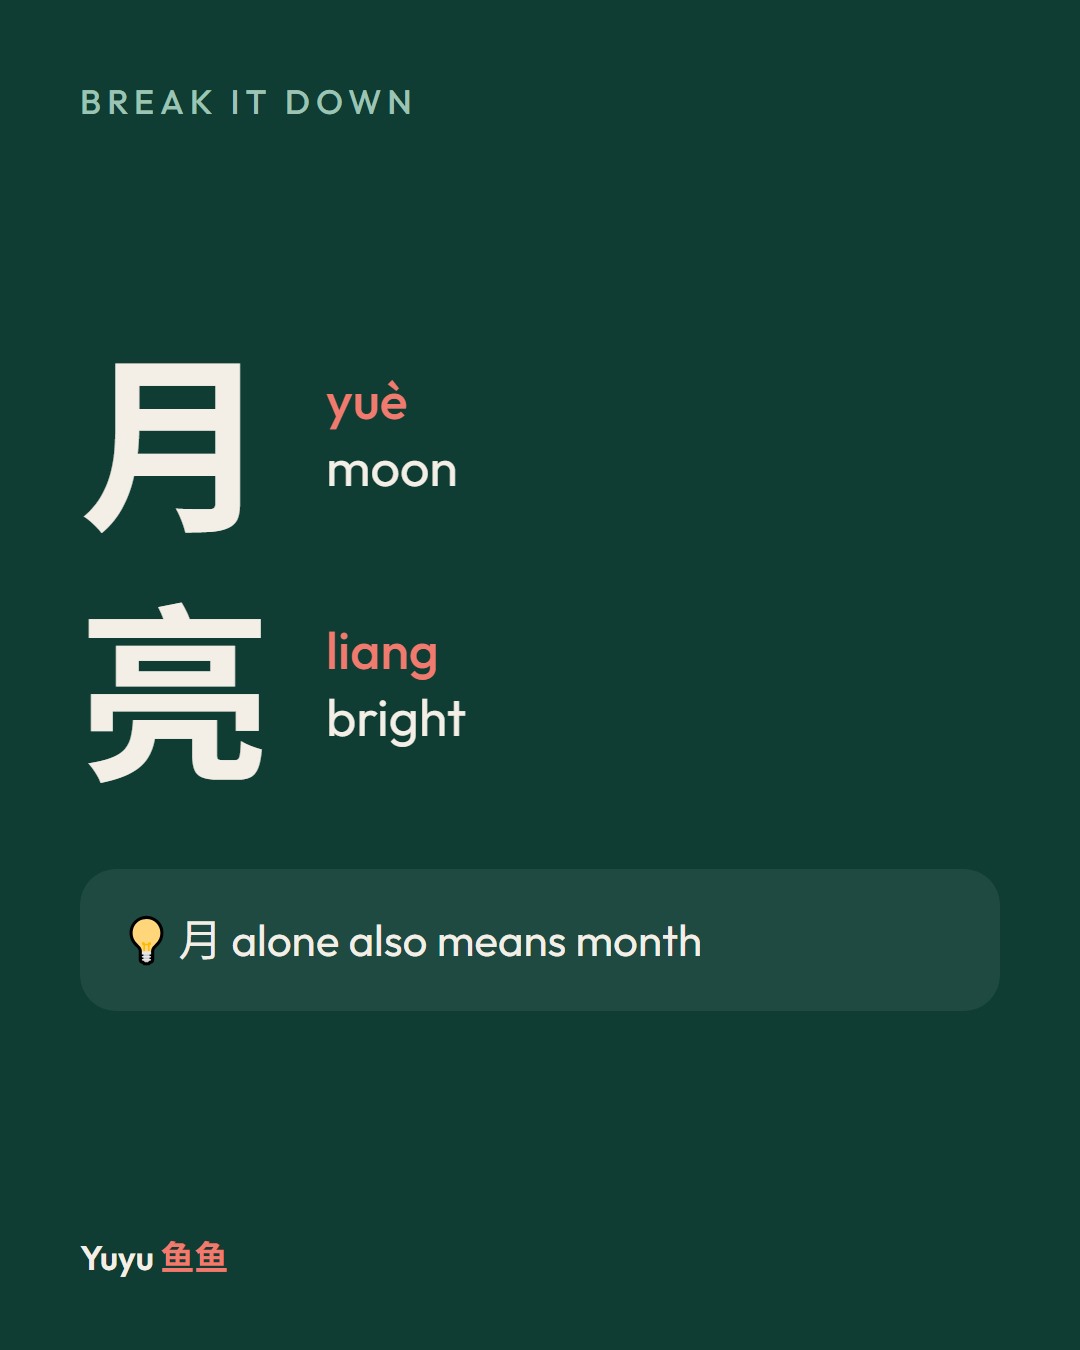 BREAK IT DOWN
月
yuè
moon
亮
liang
bright
💡 月 alone also means month
Yuyu 鱼鱼